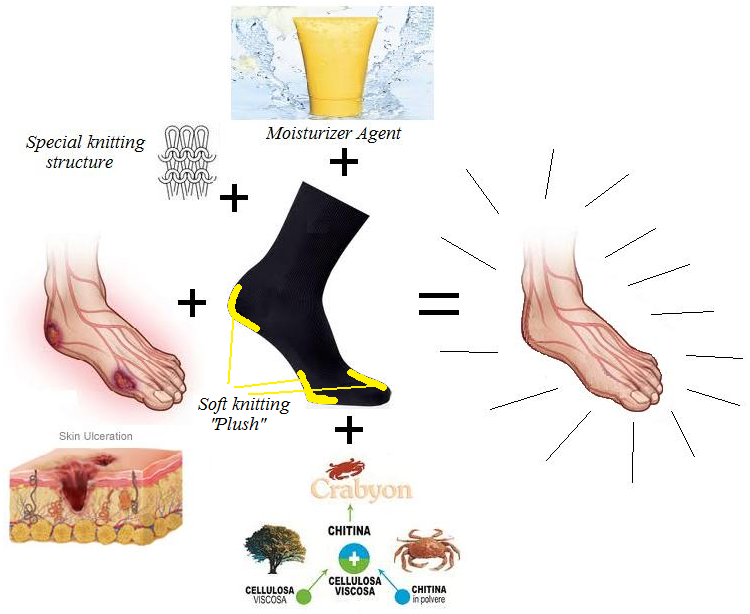 Moisturizer Agent
Special knitting
structure
Soft knitting
"Plush"
Skin Ulceration
Crabyon
CHITINA
CELLULOSA
VISCOSA
CELLULOSA
VISCOSA
CHITINA
in polvere